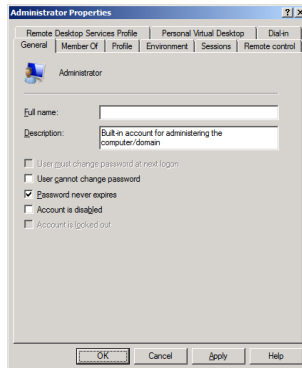 Administrator Properties
Remote Desktop Services Profile
Personal Virtual Desktop
Dial-in
General
Member Of
Profile
Environment
Sessions
Remote control
Administrator
Full name:
Description:
Built-in account for administering the
computer/domain
User must change password at next logon
User cannot change password
Password never expires
Account is disabled
Account is locked out
OK
Cancel
Apply
Help